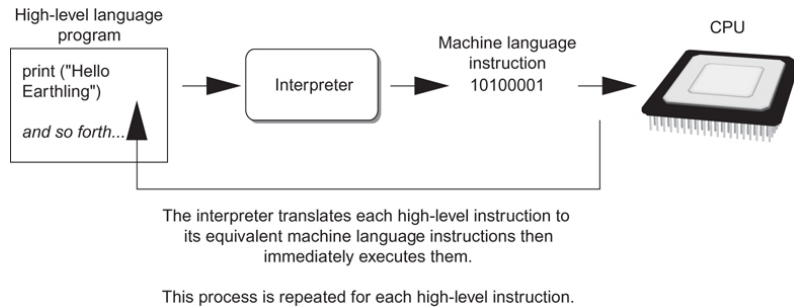 High-level language
program
print ("Hello
Earthling")
and so forth...
Interpreter
Machine language
instruction
10100001
CPU
The interpreter translates each high-level instruction to
its equivalent machine language instructions then
immediately executes them.
This process is repeated for each high-level instruction.